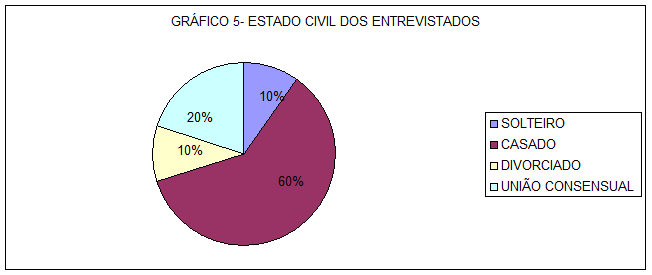 GRÁFICO 5- ESTADO CIVIL DOS ENTREVISTADOS
10%
20%
10%
60%
SOLTEIRO
CASADO
DIVORCIADO
UNIÃO CONSENSUAL